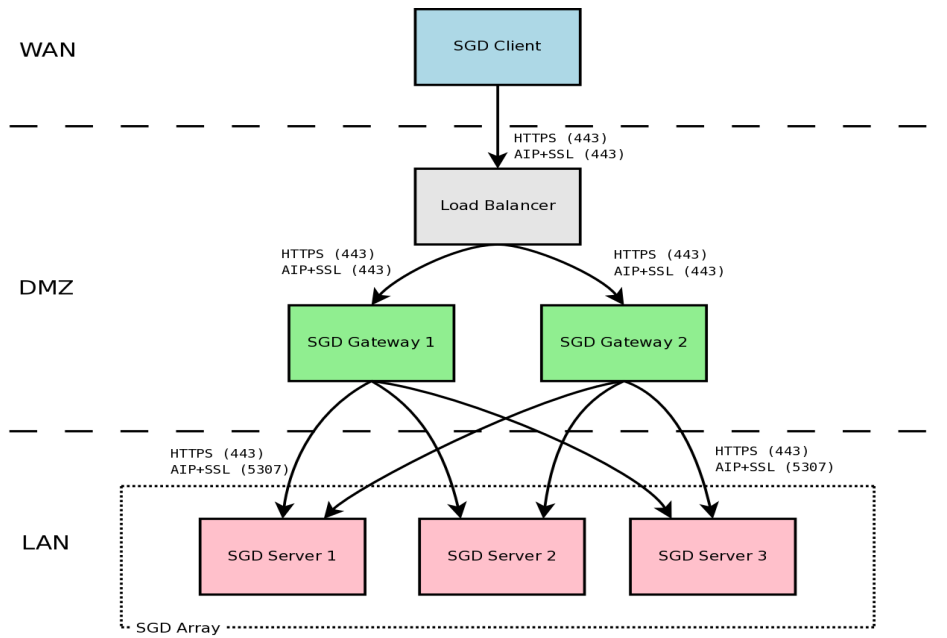 WAN
SGD Client
HTTPS (443)
AIP+SSL (443)
Load Balancer
HTTPS (443)
AIP+SSL (443)
HTTPS (443)
AIP+SSL (443)
DMZ
SGD Gateway 1
SGD Gateway 2
HTTPS (443)
AIP+SSL (5307)
HTTPS (443)
AIP+SSL (5307)
LAN
SGD Server 1
SGD Server 2
SGD Server 3
SGD Array